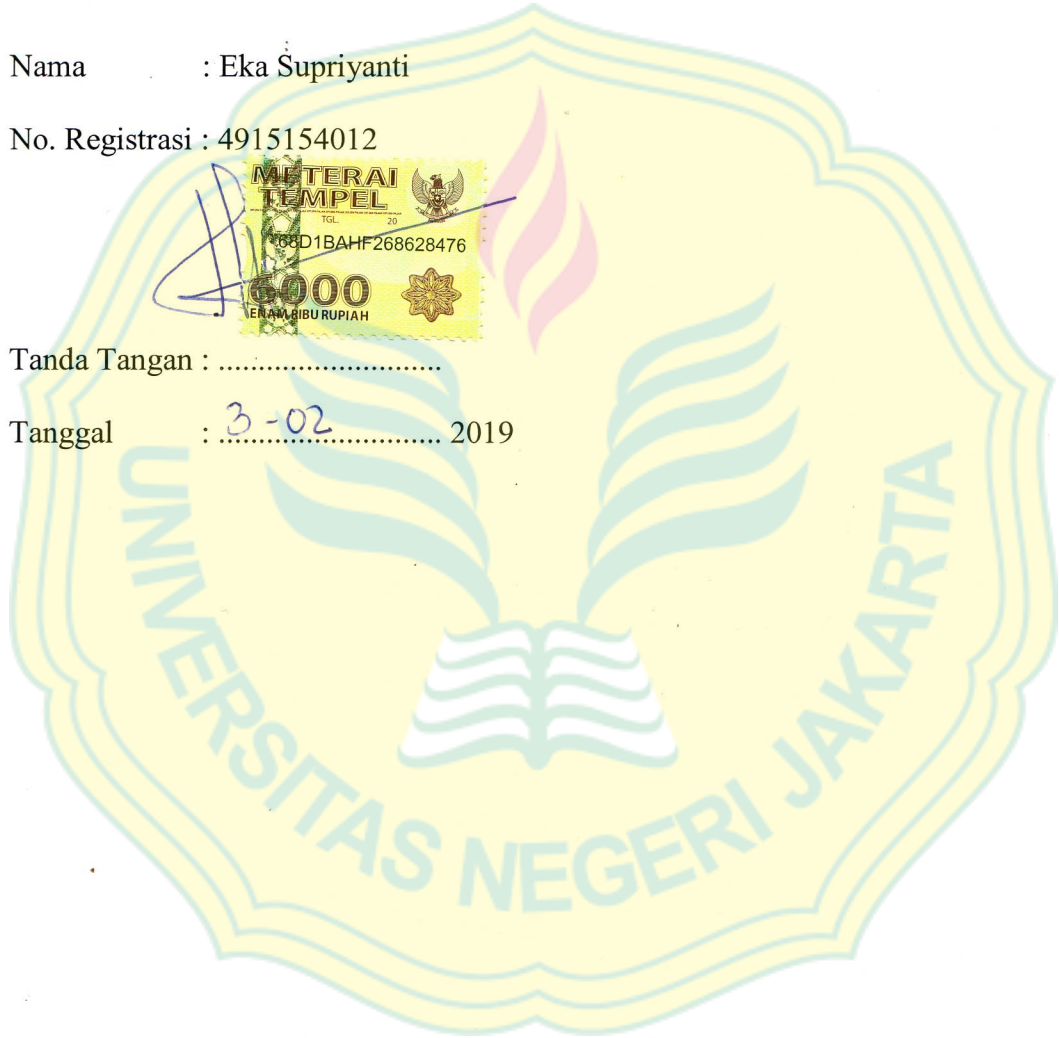 Nama : Eka Supriyanti
No. Registrasi : 4915154012
METERAI
TEMPEL
TGL. 20
68D1BAHF268628476
6000
ENAM RIBU RUPIAH
Tanda Tangan : ............................
Tanggal : 3-02 ............................ 2019
UNIVERSITAS NEGERI JAKARTA